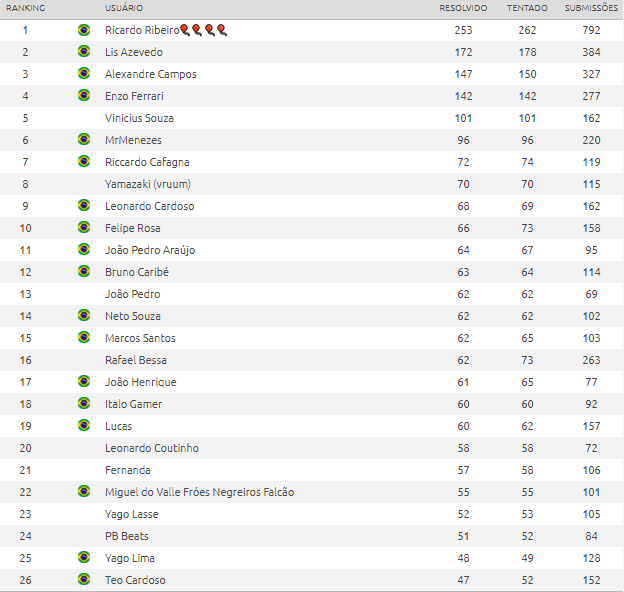 RANKING USUÁRIO RESOLVIDO TENTADO SUBMISSÕES
1 Ricardo Ribeiro 253 262 792
2 Lis Azevedo 172 178 384
3 Alexandre Campos 147 150 327
4 Enzo Ferrari 142 142 277
5 Vinicius Souza 101 101 162
6 MrMenezes 96 96 220
7 Riccardo Cafagna 72 74 119
8 Yamazaki (vruum) 70 70 115
9 Leonardo Cardoso 68 69 162
10 Felipe Rosa 66 73 158
11 João Pedro Araújo 64 67 95
12 Bruno Caribé 63 64 114
13 João Pedro 62 62 69
14 Neto Souza 62 62 102
15 Marcos Santos 62 65 103
16 Rafael Bessa 62 73 263
17 João Henrique 61 65 77
18 Italo Gamer 60 60 92
19 Lucas 60 62 157
20 Leonardo Coutinho 58 58 72
21 Fernanda 57 58 106
22 Miguel do Valle Fróes Negreiros Falcão 55 55 101
23 Yago Lasse 52 53 105
24 PB Beats 51 52 84
25 Yago Lima 48 49 128
26 Teo Cardoso 47 52 152